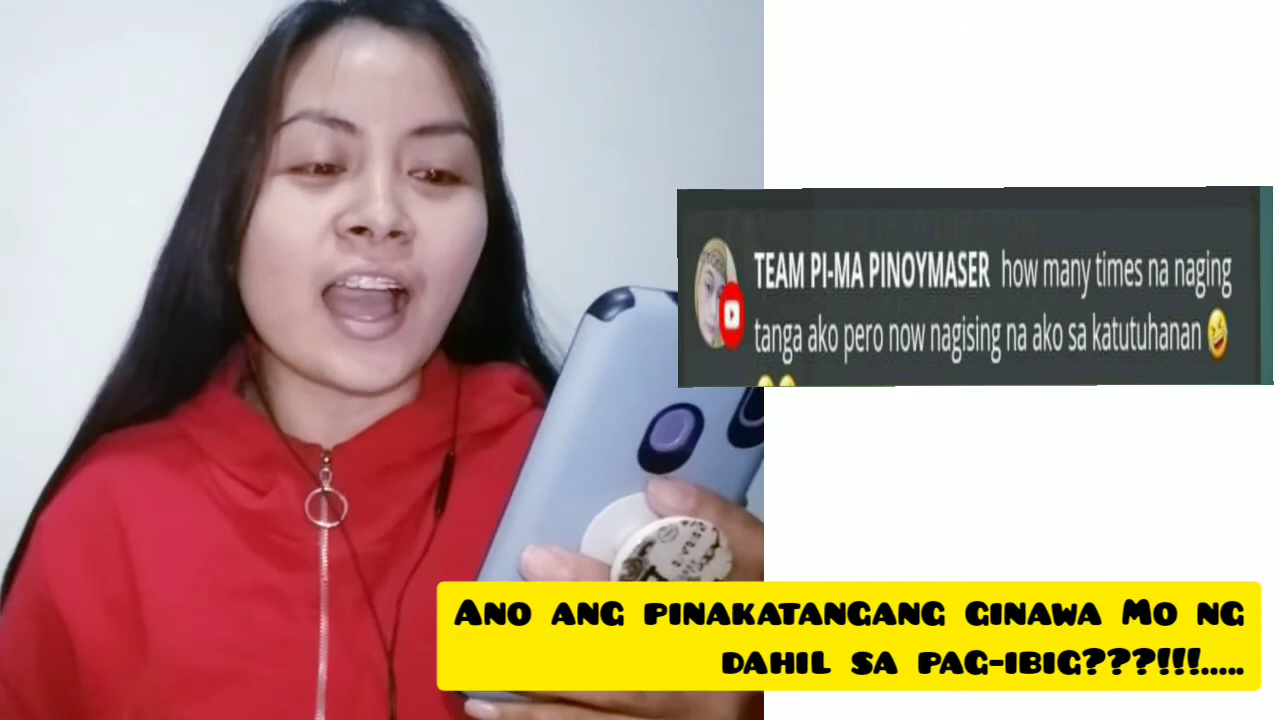 TEAM PI-MA PINOYMASER how many times na naging
tanga ako pero now nagising na ako sa katutuhanan 🤣
ANO ANG PINAKATANGANG GINAWA MO NG
DAHIL SA PAG-IBIG???!!!.....